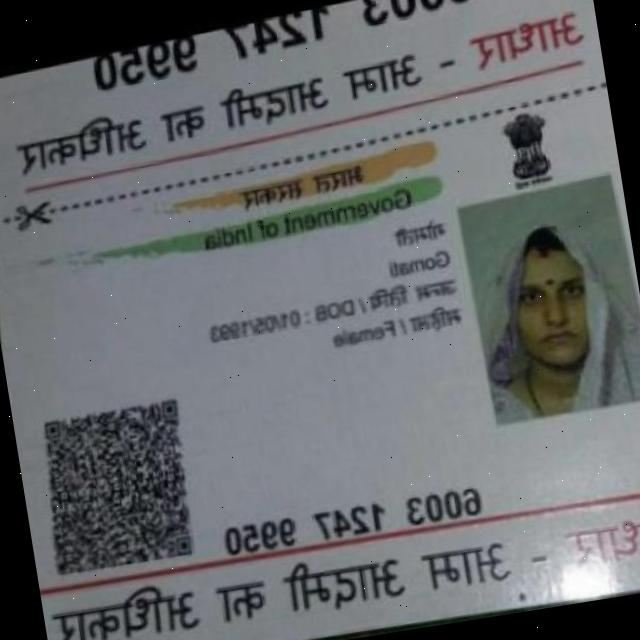 6003 1247 9950
आधार - आम आदमी का अधिकार
भारत सरकार
Government of India
गोमती
Gomati
जन्म तिथि / DOB : 01/05/1993
महिला / Female
6003 1247 9950
आधार - आम आदमी का अधिकार